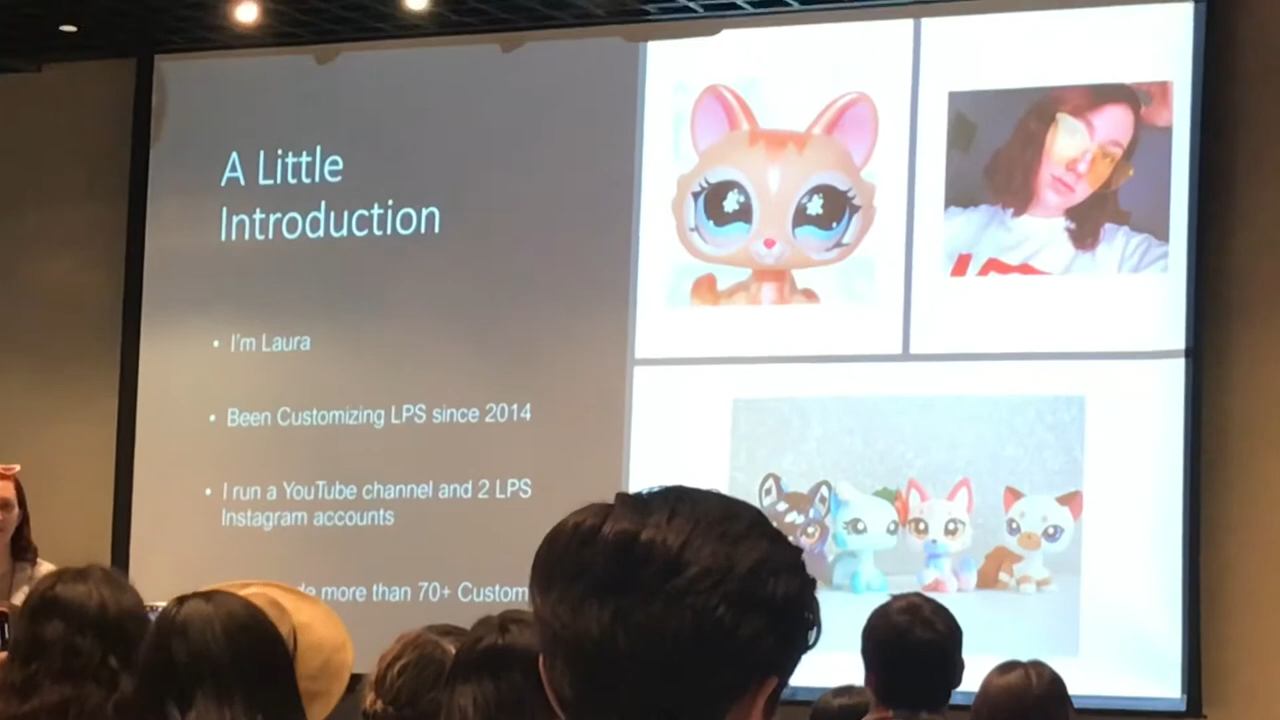 A Little
Introduction
• I'm Laura
• Been Customizing LPS since 2014
• I run a YouTube channel and 2 LPS
Instagram accounts
more than 70+ Custom